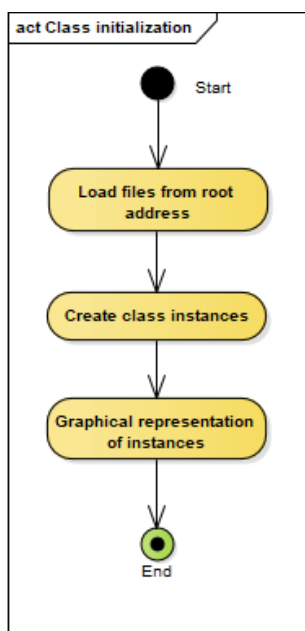 act Class initialization
Start
Load files from root
address
Create class instances
Graphical representation
of instances
End